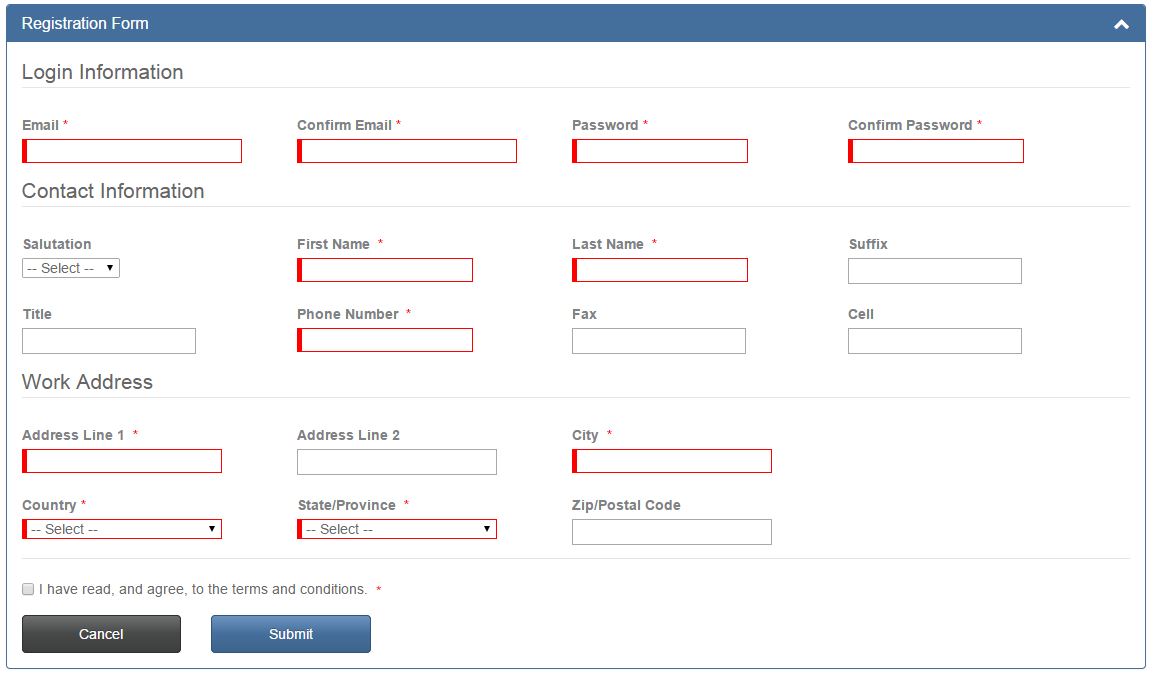 Registration Form
Login Information
Email * Confirm Email * Password * Confirm Password *
Contact Information
Salutation First Name * Last Name * Suffix
-- Select --
Title Phone Number * Fax Cell
Work Address
Address Line 1 * Address Line 2 City *
Country * State/Province * Zip/Postal Code
-- Select -- -- Select --
I have read, and agree, to the terms and conditions. *
Cancel Submit